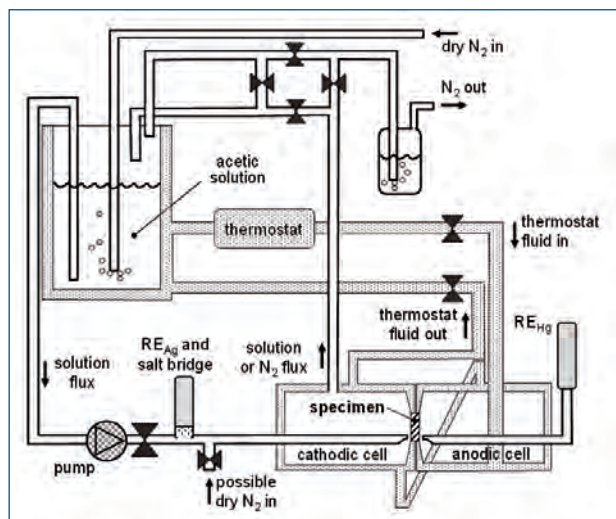 dry N2 in
N2 out
acetic
solution
thermostat
thermostat
fluid in
thermostat
fluid out
REHg
REAg and
salt bridge
solution
flux
solution
or N2 flux
specimen
cathodic cell
anodic cell
pump
possible
dry N2 in